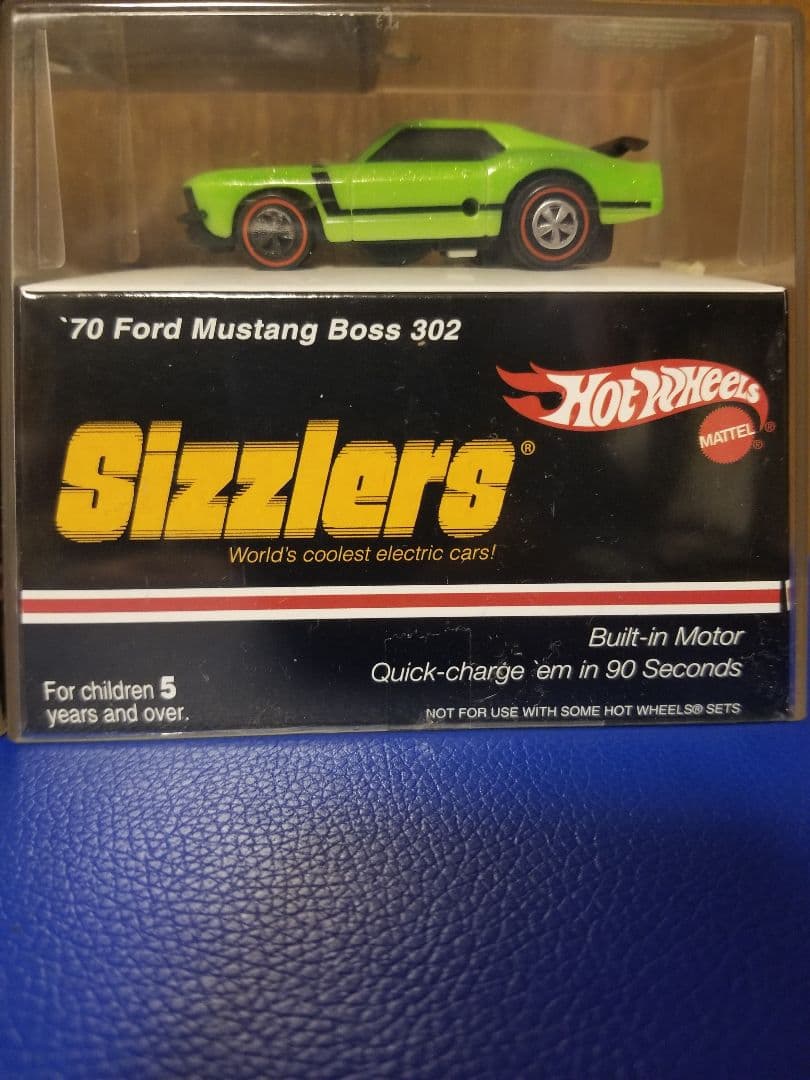 `70 Ford Mustang Boss 302
Hot Wheels ®
MATTEL ®
Sizzlers ®
World's coolest electric cars!
Built-in Motor
Quick-charge `em in 90 Seconds
For children 5
years and over.
NOT FOR USE WITH SOME HOT WHEELS® SETS